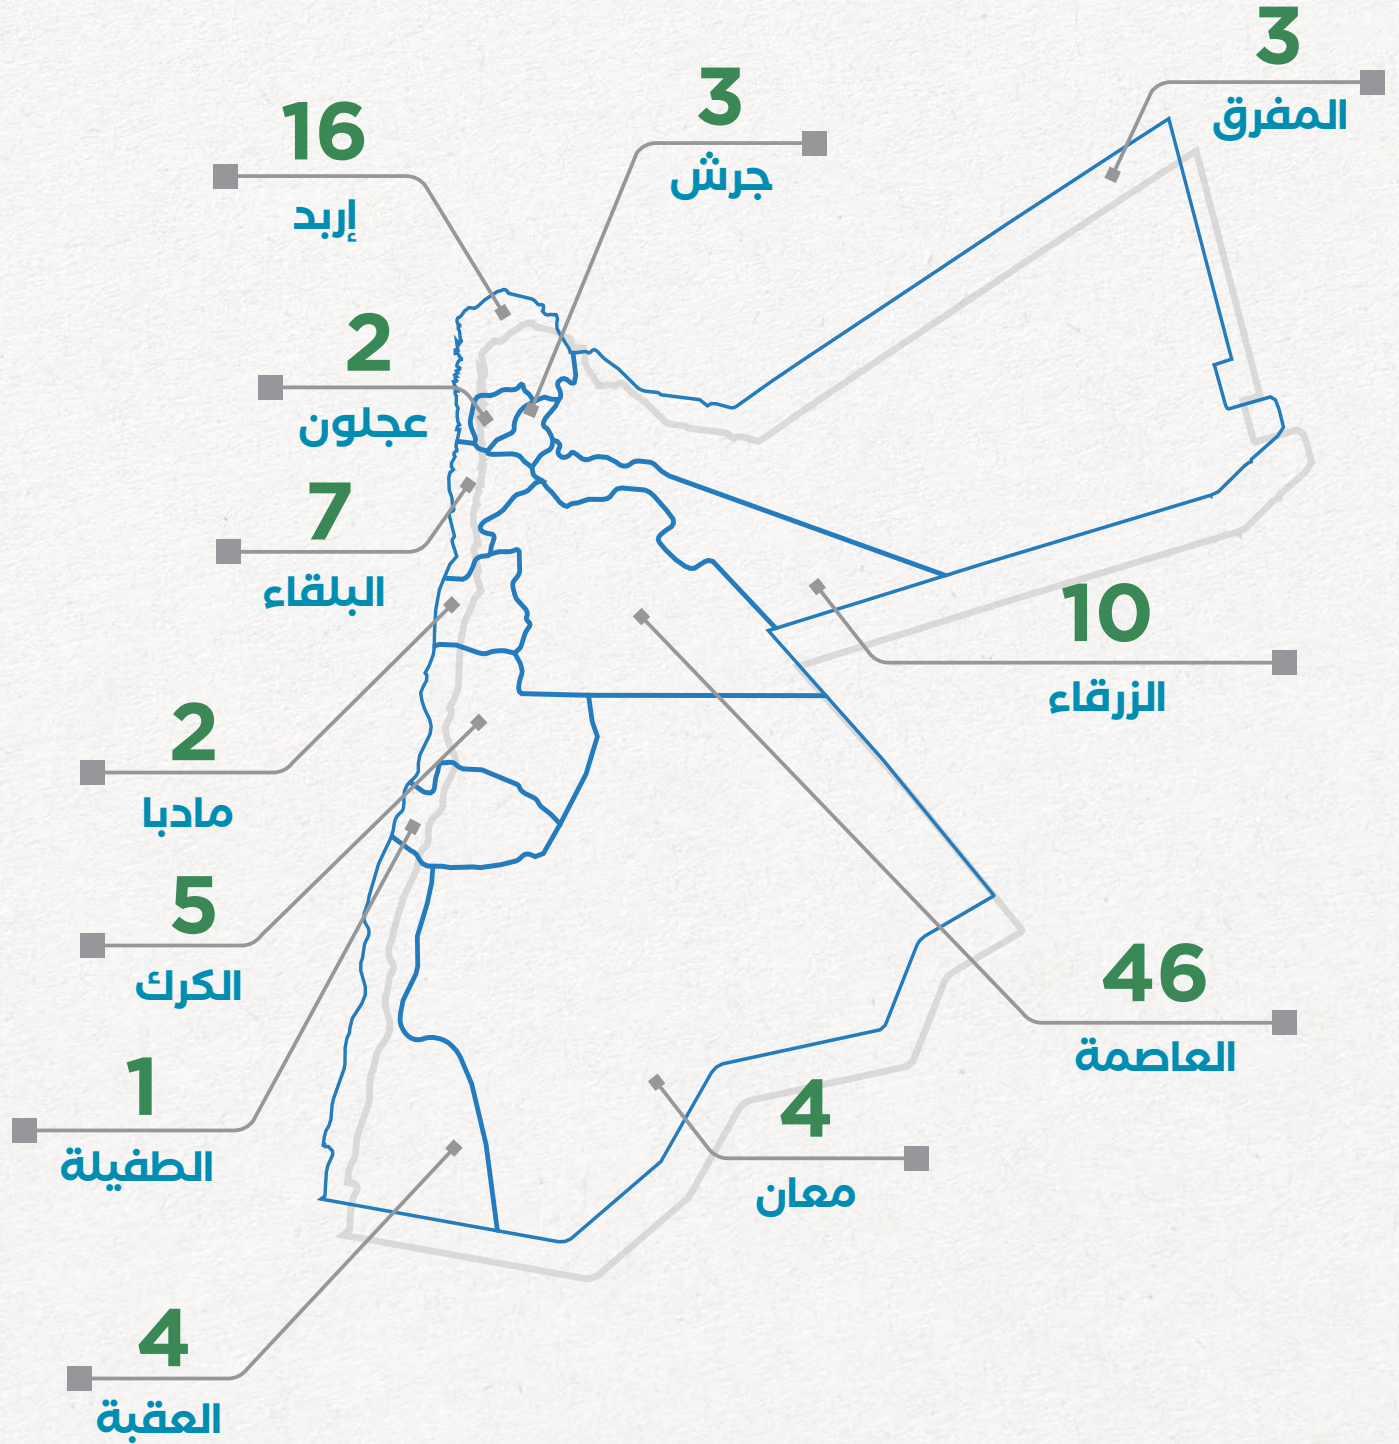 3
المفرق
3
جرش
16
إربد
2
عجلون
7
البلقاء
10
الزرقاء
2
مادبا
5
الكرك
46
العاصمة
1
الطفيلة
4
معان
4
العقبة